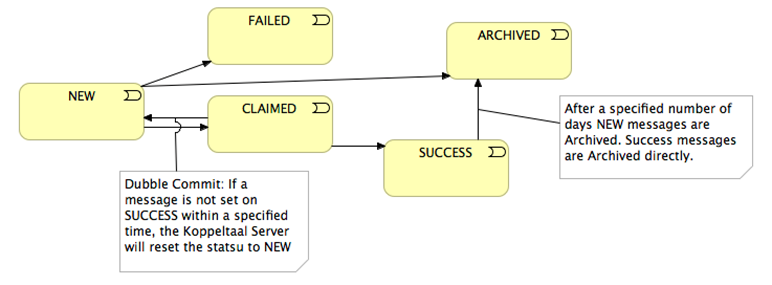 FAILED
ARCHIVED
NEW
CLAIMED
SUCCESS
After a specified number of
days NEW messages are
Archived. Success messages
are Archived directly.
Dubble Commit: If a
message is not set on
SUCCESS within a specified
time, the Koppeltaal Server
will reset the statsu to NEW